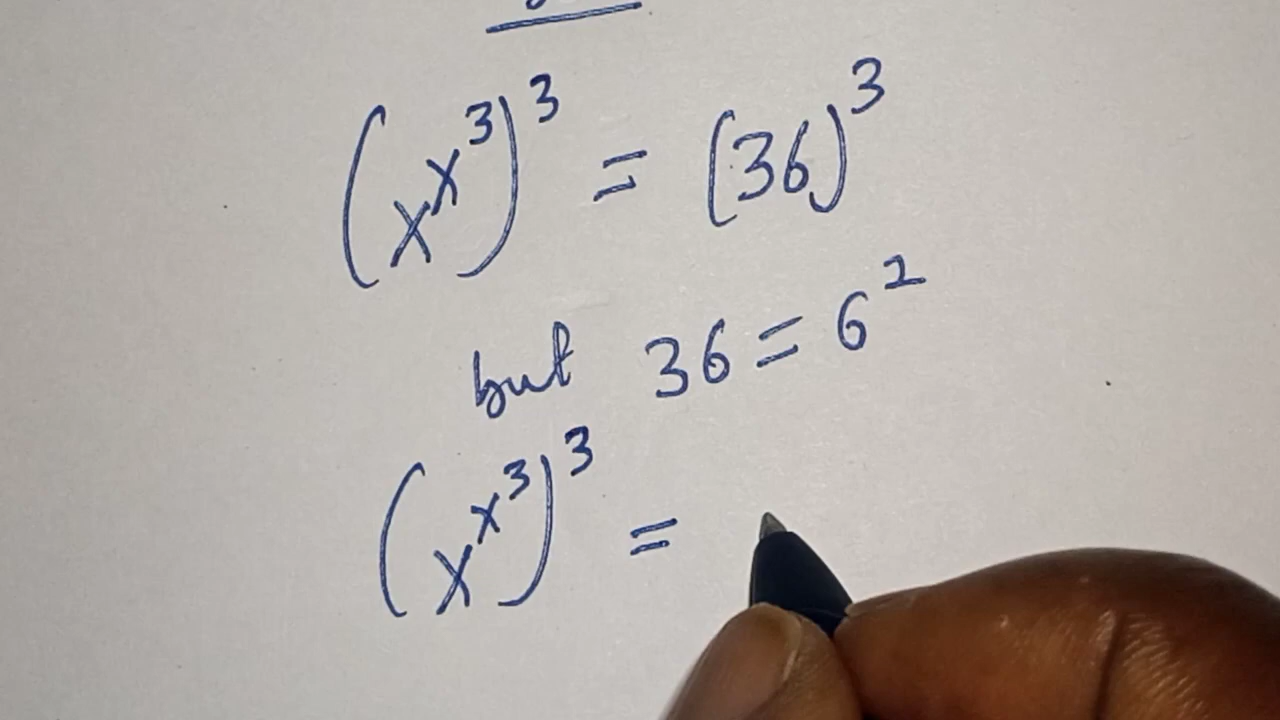 (x^x^3)^3 = (36)^3
but 36 = 6^2
(x^x^3)^3 =